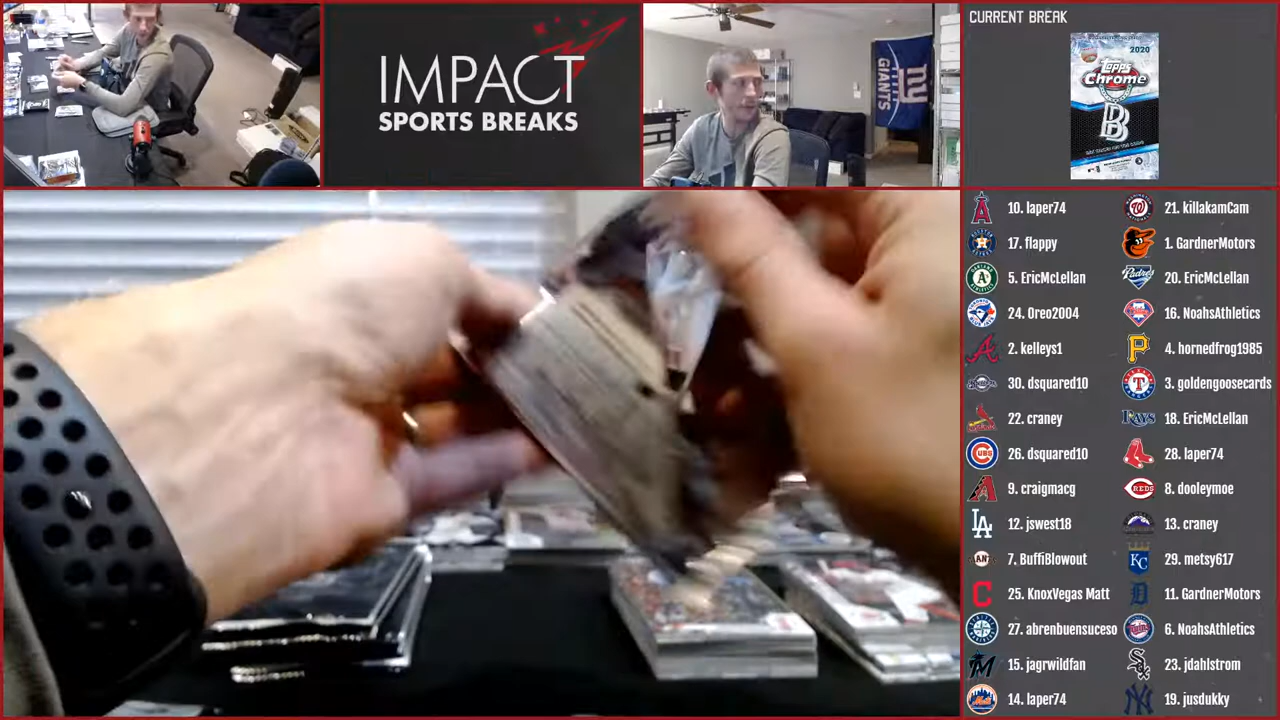 IMPACT
SPORTS BREAKS
NY
GIANTS
CURRENT BREAK
2020
Topps
Chrome
B
10. laper74
17. flappy
5. EricMcLellan
24. Oreo2004
2. kelleys1
30. dsquared10
22. craney
26. dsquared10
9. craigmacg
12. jswest18
7. BuffiBlowout
25. KnoxVegas Matt
27. abrenbuensuceso
15. jagrwildfan
14. laper74
21. killakamCam
1. GardnerMotors
20. EricMcLellan
16. NoahsAthletics
4. hornedfrog1985
3. goldengoosecards
18. EricMcLellan
28. laper74
8. dooleymoe
13. craney
29. metsy617
11. GardnerMotors
6. NoahsAthletics
23. jdahlstrom
19. jusdukky